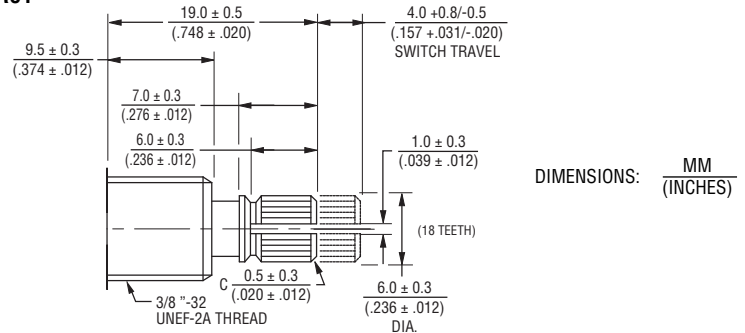 19.0 ± 0.5
(.748 ± .020)
4.0 +0.8/-0.5
(.157 +.031/-.020)
SWITCH TRAVEL
9.5 ± 0.3
(.374 ± .012)
7.0 ± 0.3
(.276 ± .012)
6.0 ± 0.3
(.236 ± .012)
1.0 ± 0.3
(.039 ± .012)
DIMENSIONS: MM
(INCHES)
(18 TEETH)
C 0.5 ± 0.3
(.020 ± .012)
6.0 ± 0.3
(.236 ± .012)
DIA.
3/8 "-32
UNEF-2A THREAD